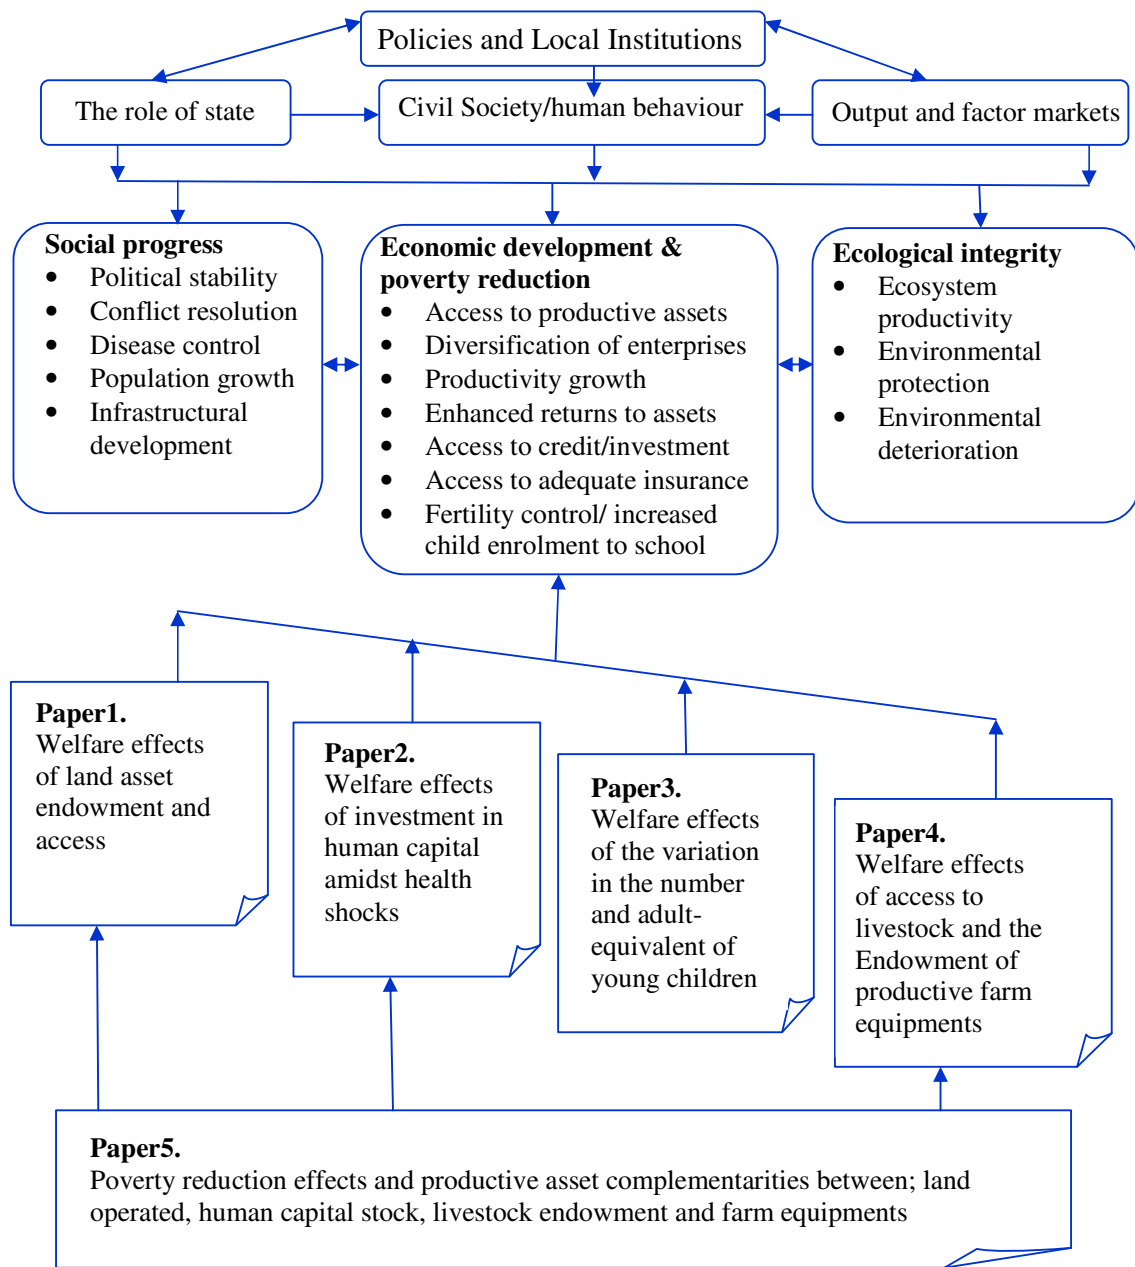 Policies and Local Institutions
The role of state
Civil Society/human behaviour
Output and factor markets
Social progress
• Political stability
• Conflict resolution
• Disease control
• Population growth
• Infrastructural
development
Economic development &
poverty reduction
• Access to productive assets
• Diversification of enterprises
• Productivity growth
• Enhanced returns to assets
• Access to credit/investment
• Access to adequate insurance
• Fertility control/ increased
child enrolment to school
Ecological integrity
• Ecosystem
productivity
• Environmental
protection
• Environmental
deterioration
Paper1.
Welfare effects
of land asset
endowment and
access
Paper2.
Welfare effects
of investment in
human capital
amidst health
shocks
Paper3.
Welfare effects
of the variation
in the number
and adult-
equivalent of
young children
Paper4.
Welfare effects
of access to
livestock and the
Endowment of
productive farm
equipments
Paper5.
Poverty reduction effects and productive asset complementarities between; land
operated, human capital stock, livestock endowment and farm equipments